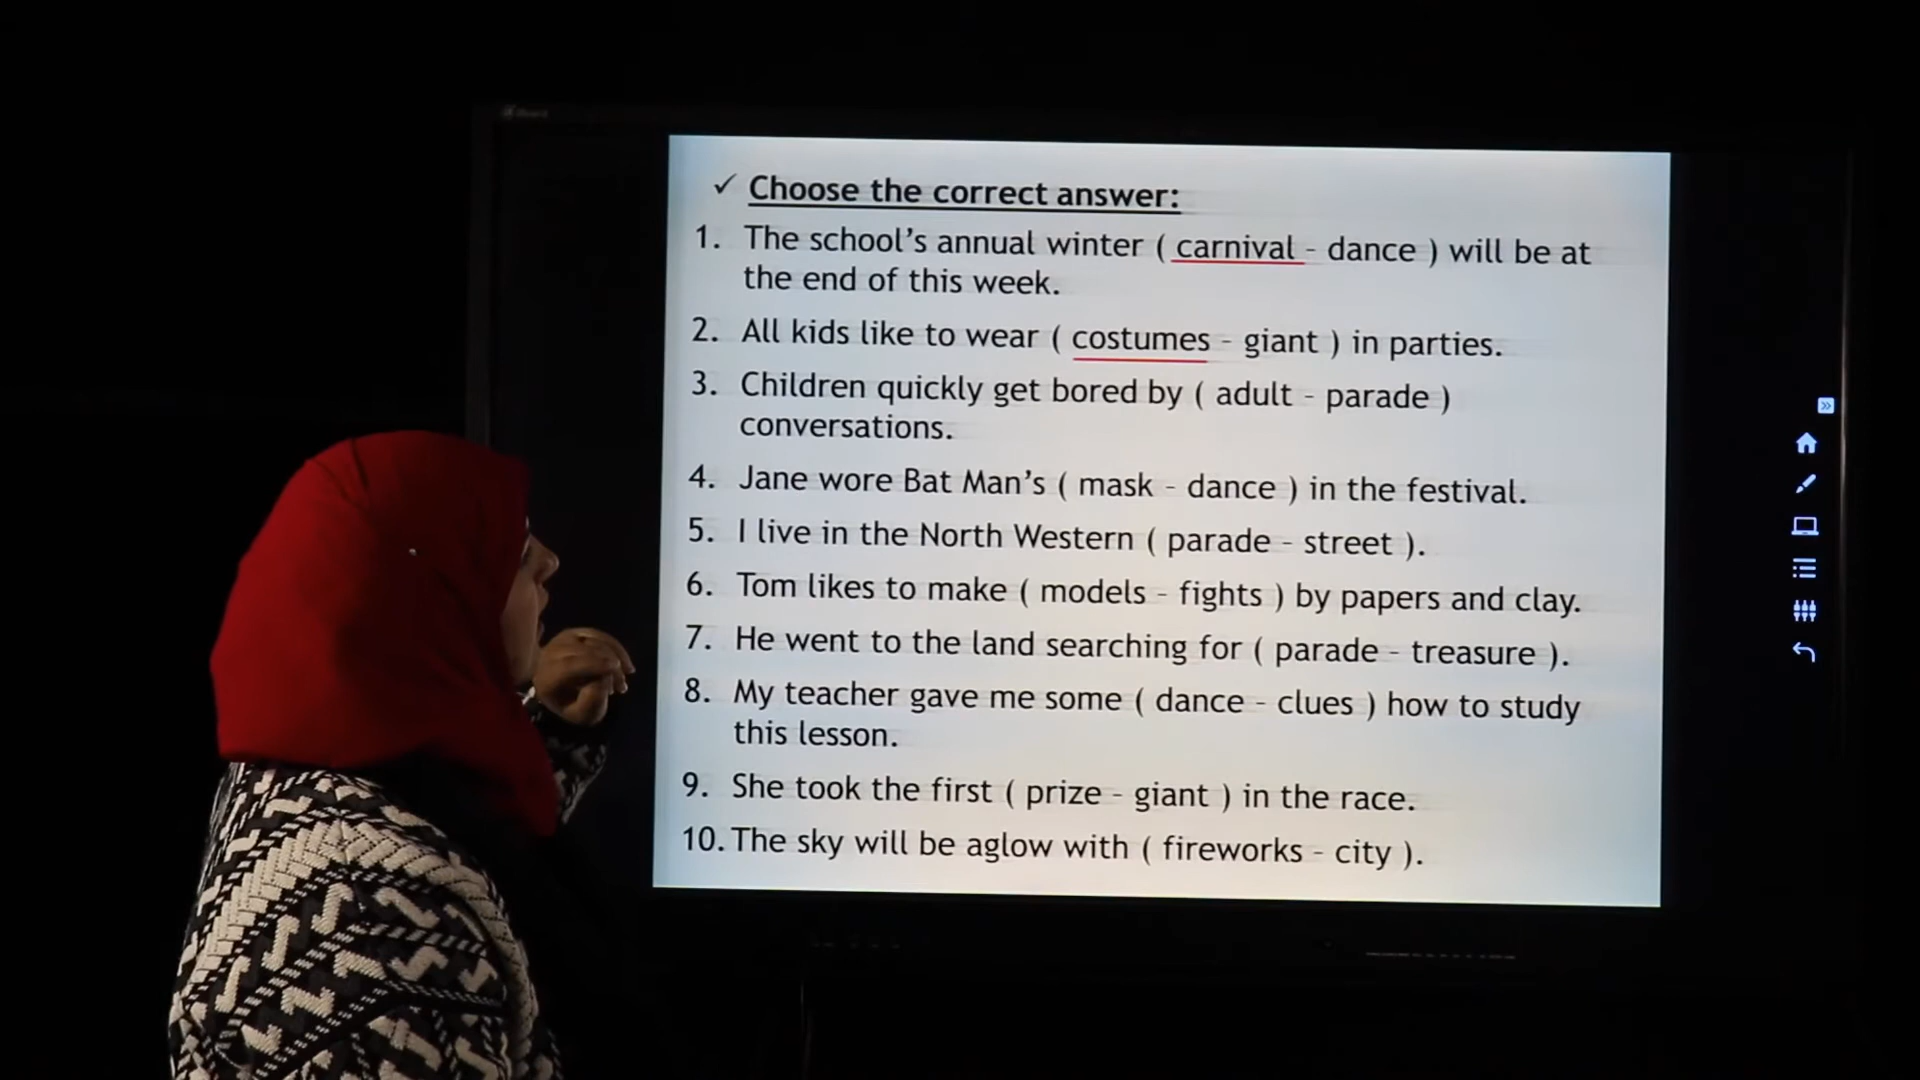 ✓ Choose the correct answer:
1. The school's annual winter ( carnival - dance ) will be at
the end of this week.
2. All kids like to wear ( costumes - giant ) in parties.
3. Children quickly get bored by ( adult - parade )
conversations.
4. Jane wore Bat Man's ( mask - dance ) in the festival.
5. I live in the North Western ( parade - street ).
6. Tom likes to make ( models - fights ) by papers and clay.
7. He went to the land searching for ( parade - treasure ).
8. My teacher gave me some ( dance - clues ) how to study
this lesson.
9. She took the first ( prize - giant ) in the race.
10. The sky will be aglow with ( fireworks - city ).